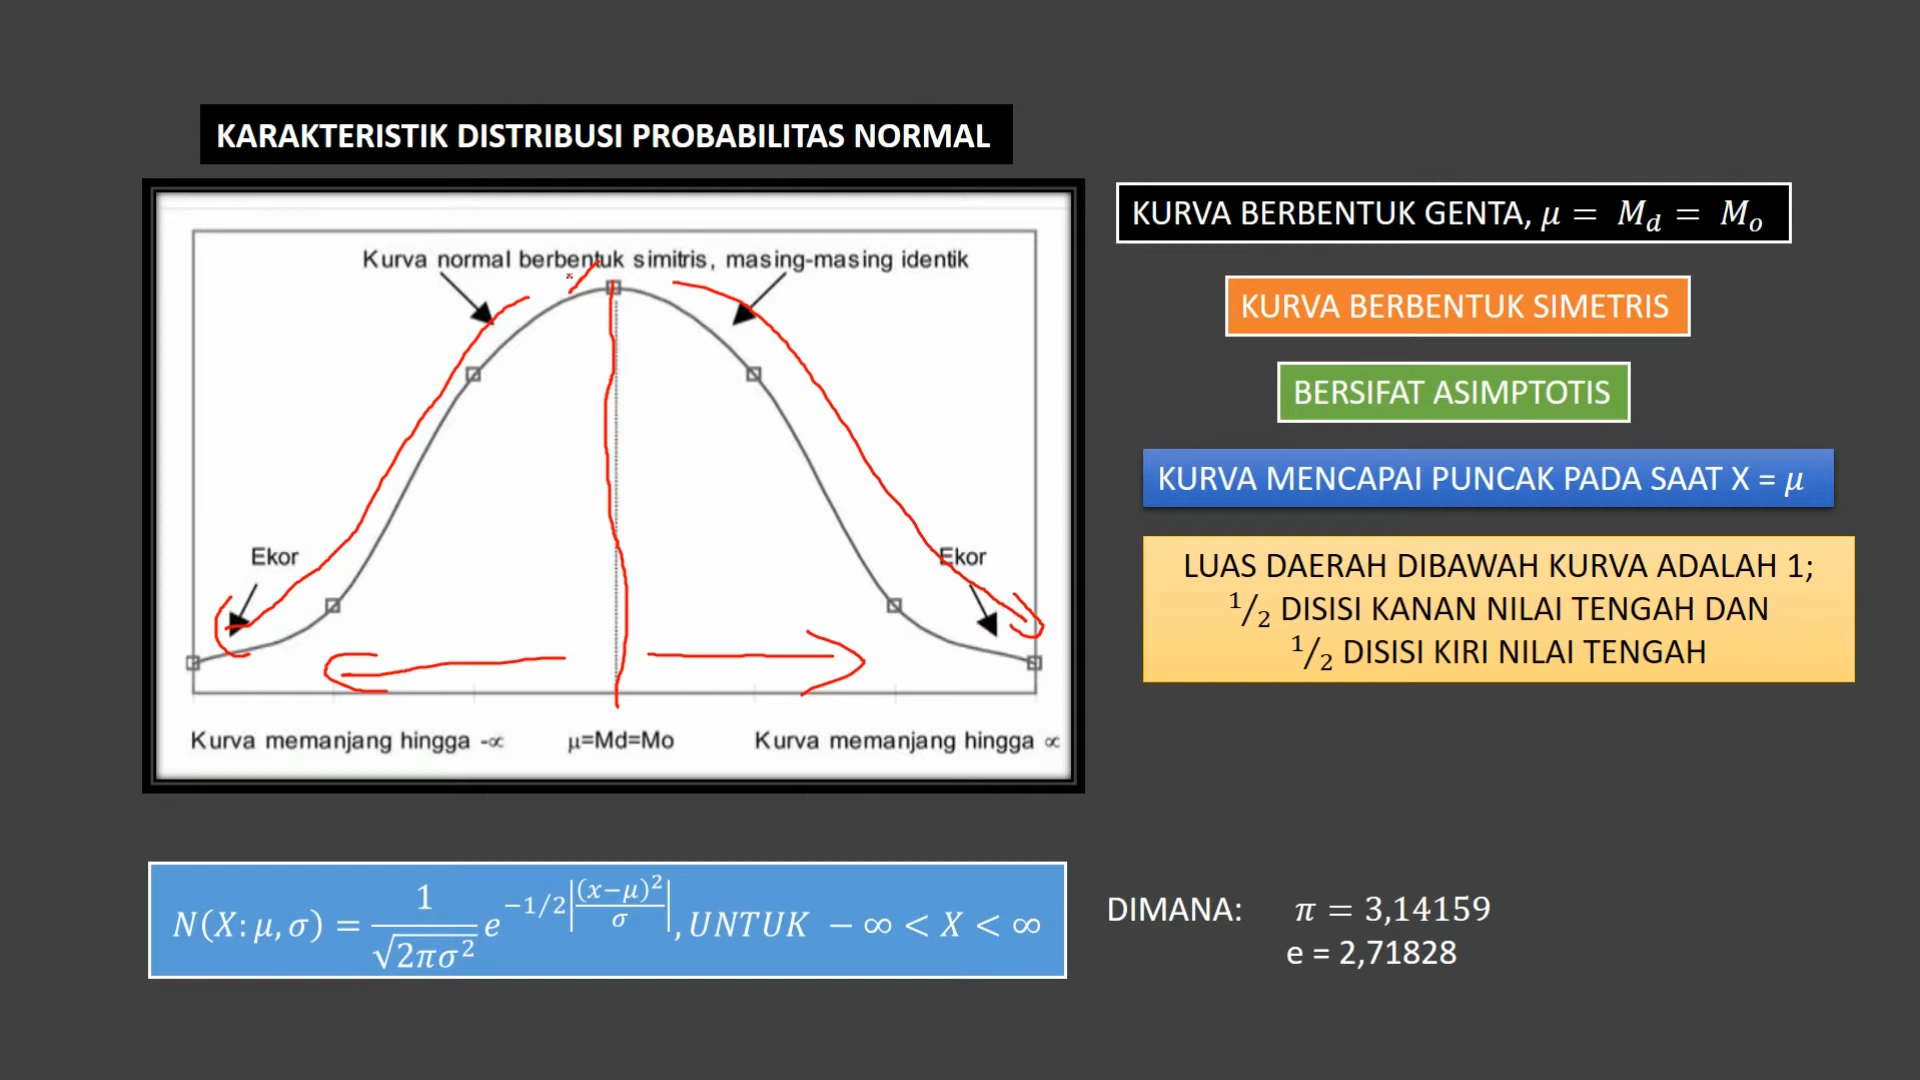 KARAKTERISTIK DISTRIBUSI PROBABILITAS NORMAL
Kurva normal berbentuk simitris, masing-masing identik
Ekor
Ekor
Kurva memanjang hingga -∝
μ=Md=Mo
Kurva memanjang hingga ∝
KURVA BERBENTUK GENTA, μ = M_d = M_o
KURVA BERBENTUK SIMETRIS
BERSIFAT ASIMPTOTIS
KURVA MENCAPAI PUNCAK PADA SAAT X = μ
LUAS DAERAH DIBAWAH KURVA ADALAH 1;
1/2 DISISI KANAN NILAI TENGAH DAN
1/2 DISISI KIRI NILAI TENGAH
N(X: μ, σ) = 1/√(2πσ²) e^(−1/2|(x−μ)²/σ|), UNTUK − ∞ < X < ∞
DIMANA: π = 3,14159
e = 2,71828